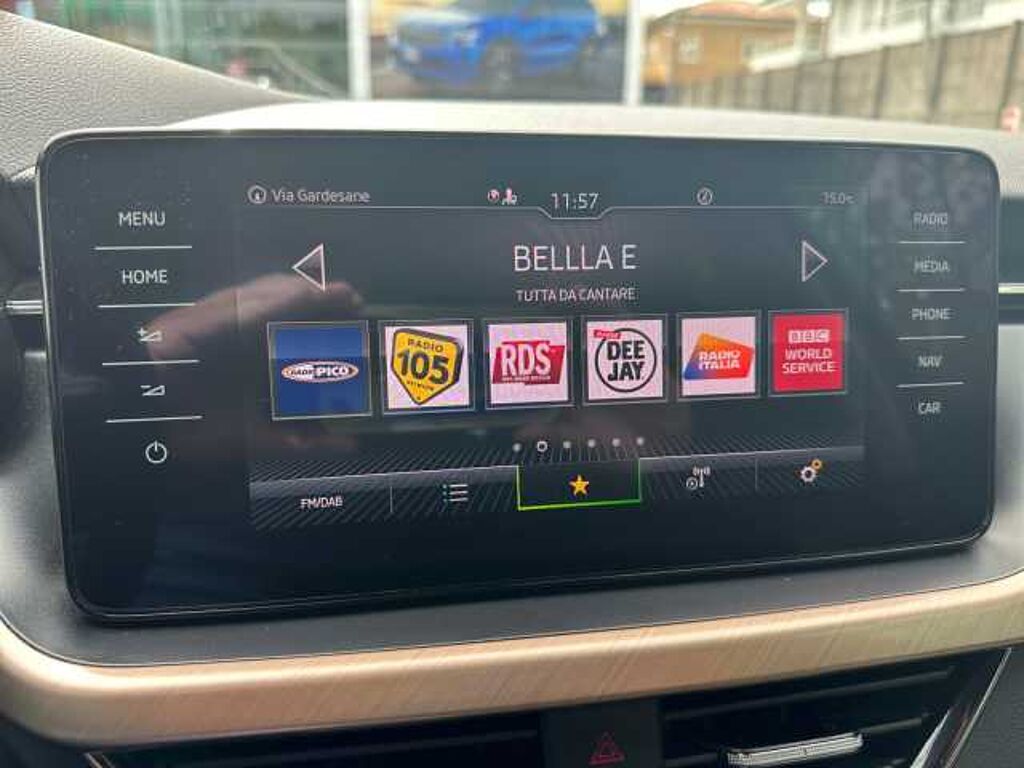 Via Gardesane
11:57
15.0°C
MENU
HOME
RADIO
MEDIA
PHONE
NAV
CAR
BELLLA E
TUTTA DA CANTARE
RADIO PICO
RADIO
105
NETWORK
RDS
DEE
JAY
RADIO
ITALIA
BBC
WORLD
SERVICE
FM/DAB